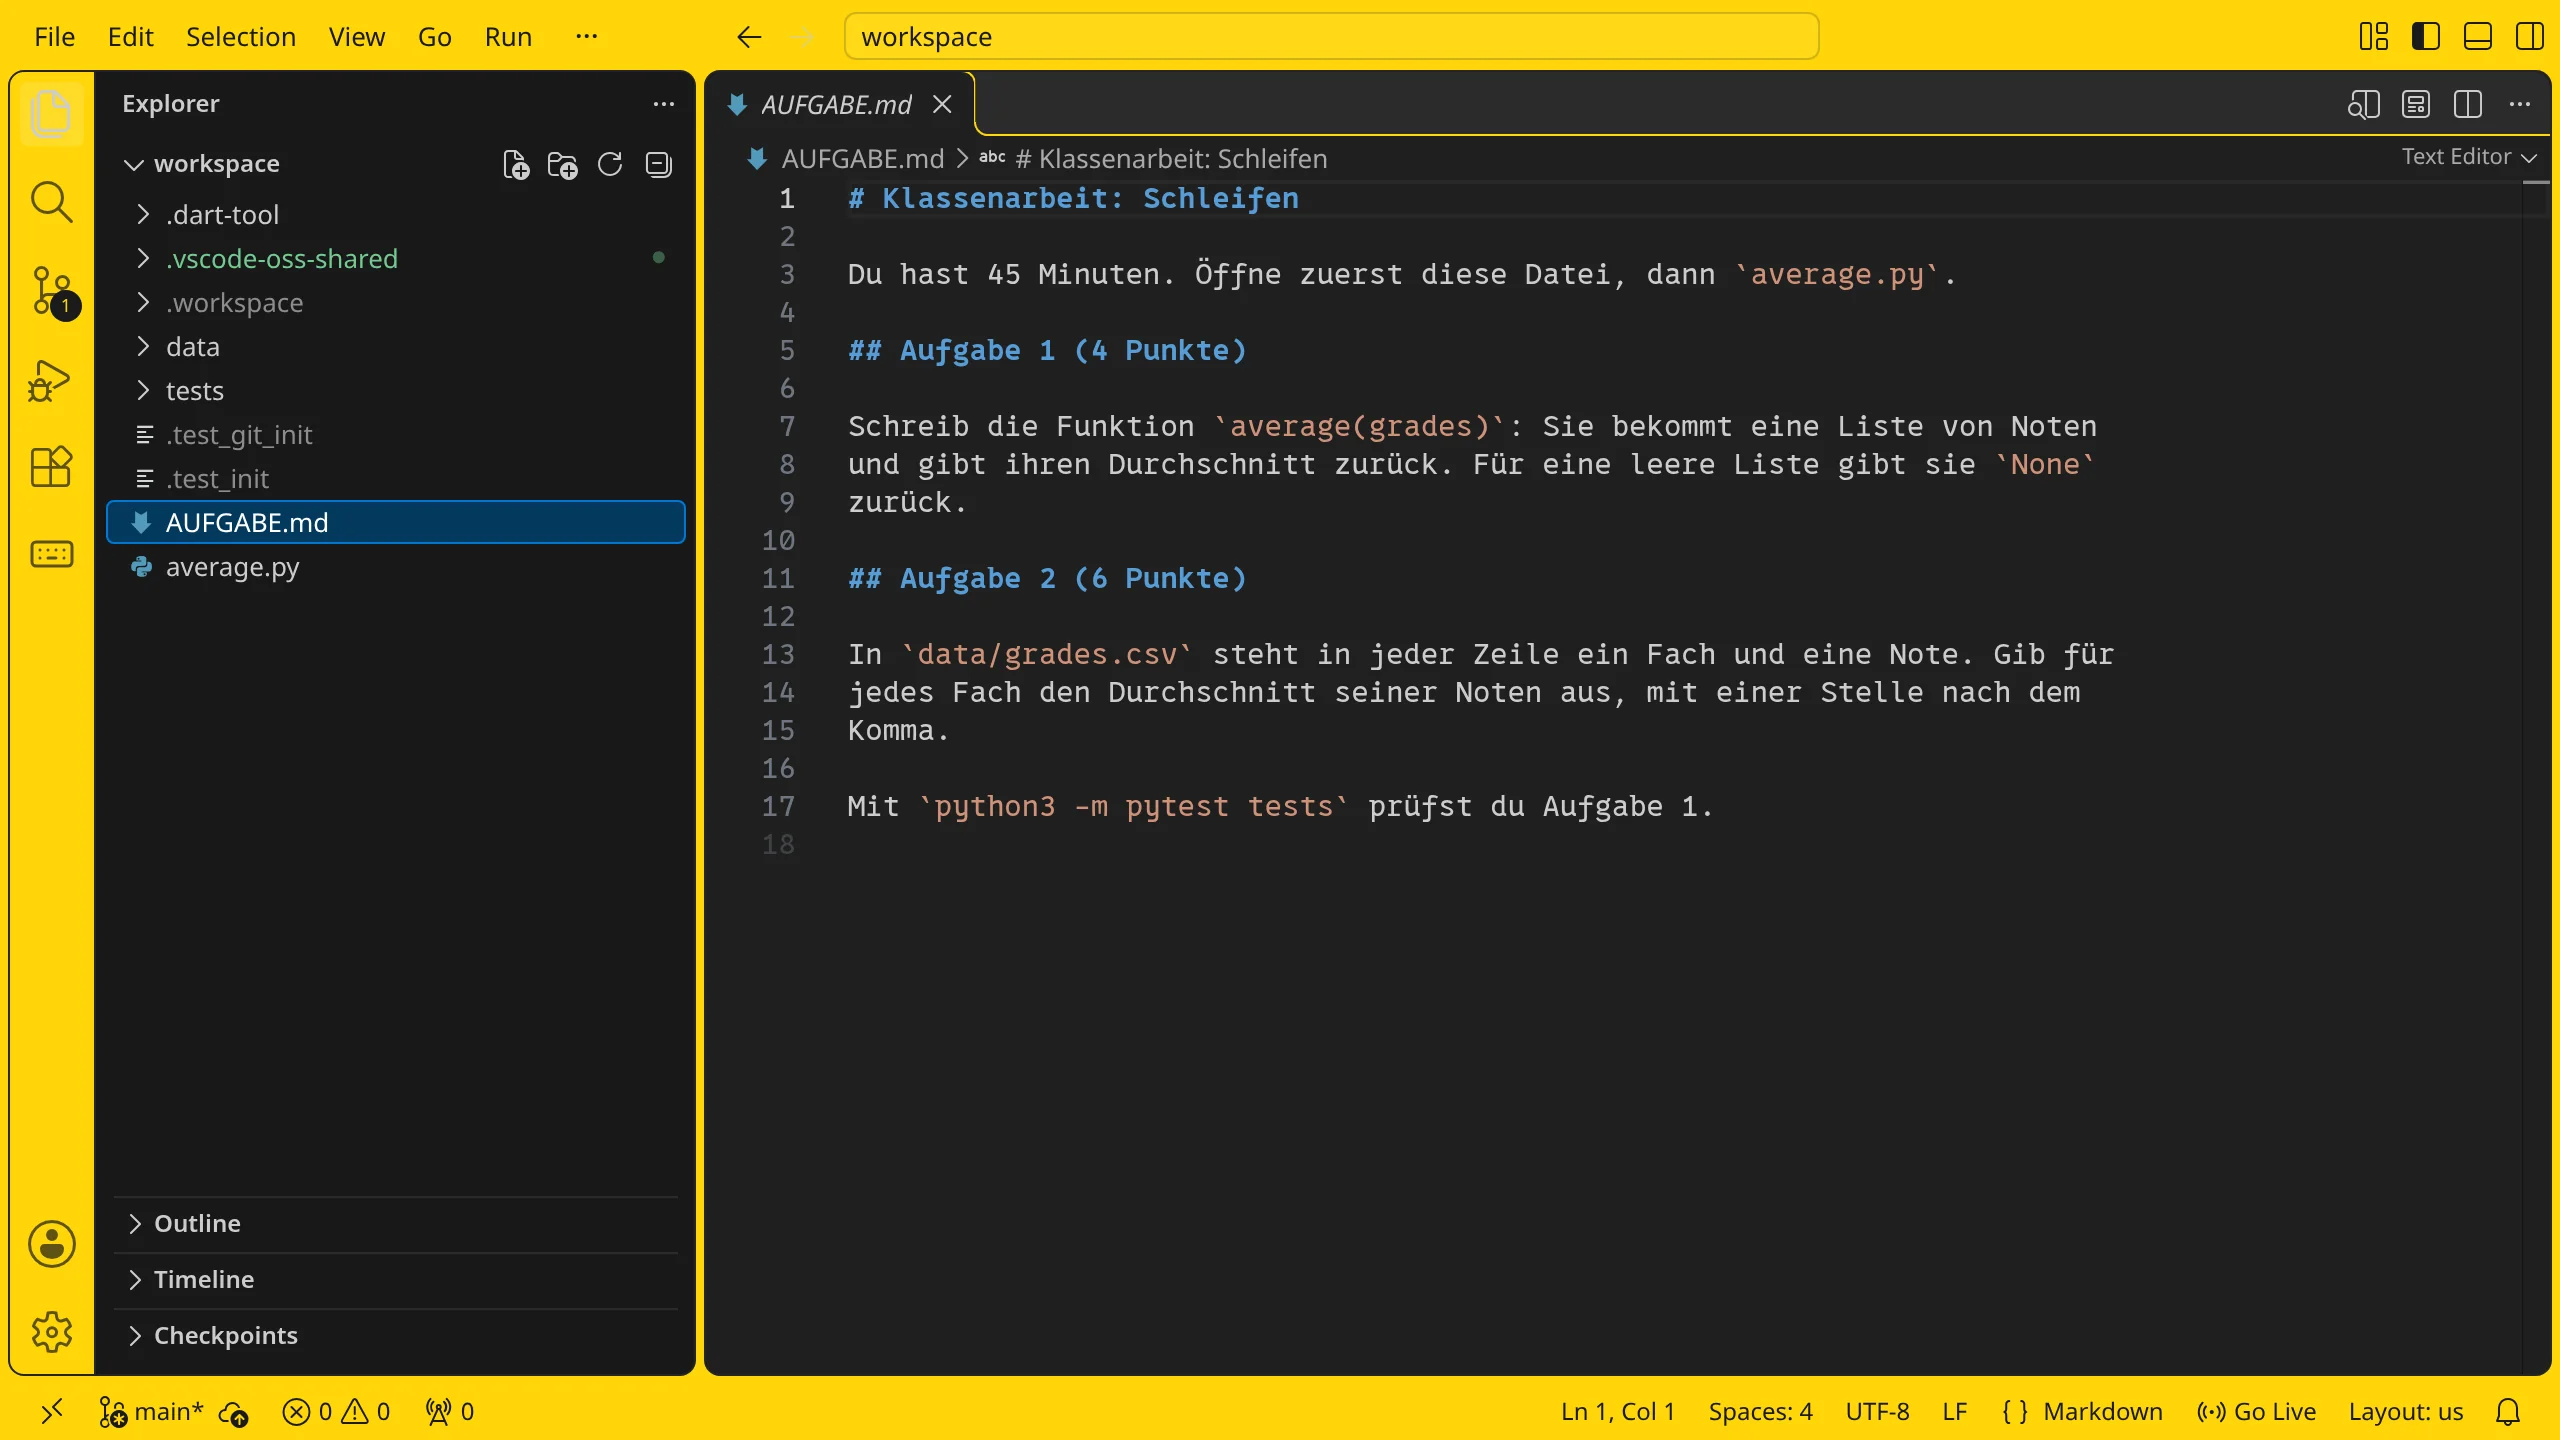 File Edit Selection View Go Run ··· workspace
Explorer
workspace
.dart-tool
.vscode-oss-shared
.workspace
data
tests
.test_git_init
.test_init
AUFGABE.md
average.py
Outline
Timeline
Checkpoints
1
AUFGABE.md
AUFGABE.md > abc # Klassenarbeit: Schleifen
Text Editor
1 # Klassenarbeit: Schleifen
2
3 Du hast 45 Minuten. Öffne zuerst diese Datei, dann `average.py`.
4
5 ## Aufgabe 1 (4 Punkte)
6
7 Schreib die Funktion `average(grades)`: Sie bekommt eine Liste von Noten
8 und gibt ihren Durchschnitt zurück. Für eine leere Liste gibt sie `None`
9 zurück.
10
11 ## Aufgabe 2 (6 Punkte)
12
13 In `data/grades.csv` steht in jeder Zeile ein Fach und eine Note. Gib für
14 jedes Fach den Durchschnitt seiner Noten aus, mit einer Stelle nach dem
15 Komma.
16
17 Mit `python3 -m pytest tests` prüfst du Aufgabe 1.
18
main* 0 0 0 Ln 1, Col 1 Spaces: 4 UTF-8 LF { } Markdown Go Live Layout: us